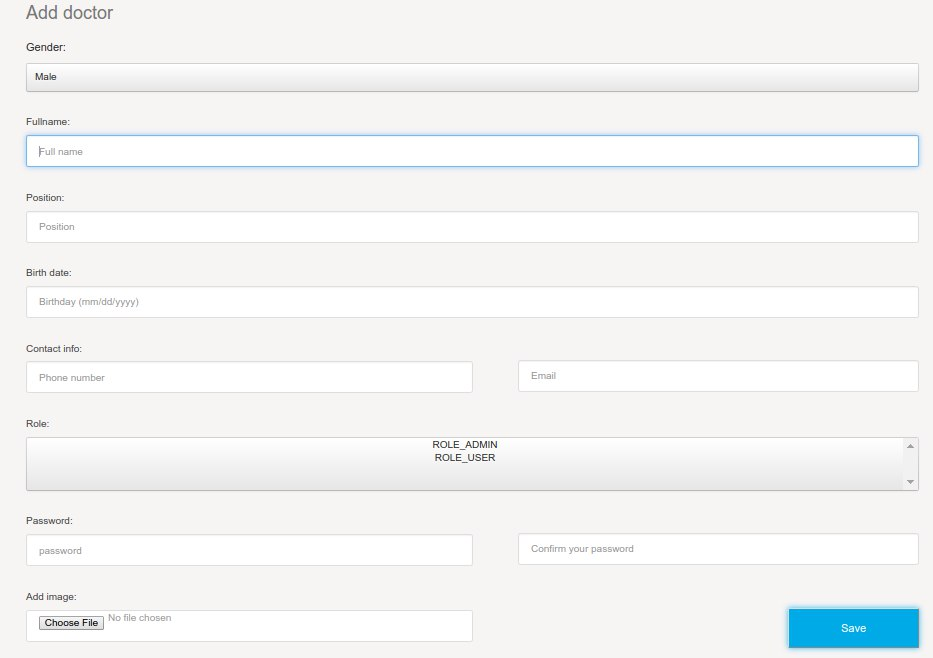 Add doctor
Gender:
Male
Fullname:
Full name
Position:
Position
Birth date:
Birthday (mm/dd/yyyy)
Contact info:
Phone number
Email
Role:
ROLE_ADMIN
ROLE_USER
Password:
password
Confirm your password
Add image:
Choose File No file chosen
Save